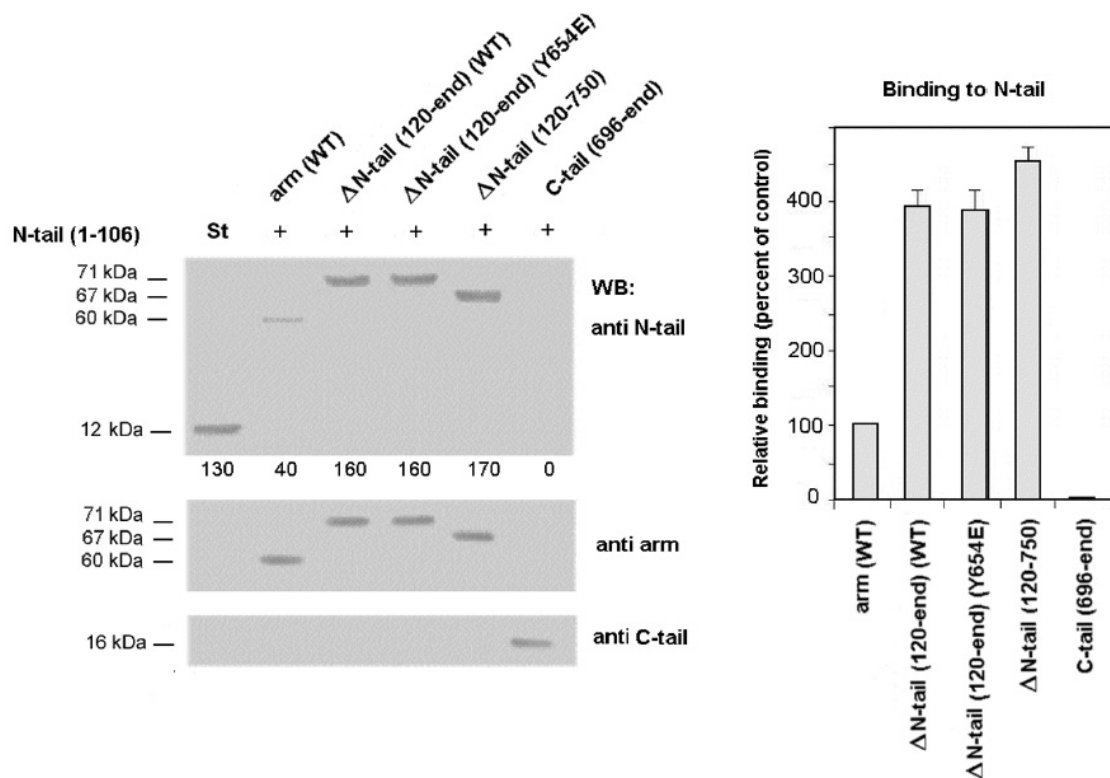 arm (WT)
ΔN-tail (120-end) (WT)
ΔN-tail (120-end) (Y654E)
ΔN-tail (120-750)
C-tail (696-end)
N-tail (1-106) St + + + + +
71 kDa
67 kDa
60 kDa
12 kDa
WB:
anti N-tail
130 40 160 160 170 0
71 kDa
67 kDa
60 kDa
anti arm
16 kDa
anti C-tail
Binding to N-tail
Relative binding (percent of control)
400
300
200
400
100
0
arm (WT)
ΔN-tail (120-end) (WT)
ΔN-tail (120-end) (Y654E)
ΔN-tail (120-750)
C-tail (696-end)